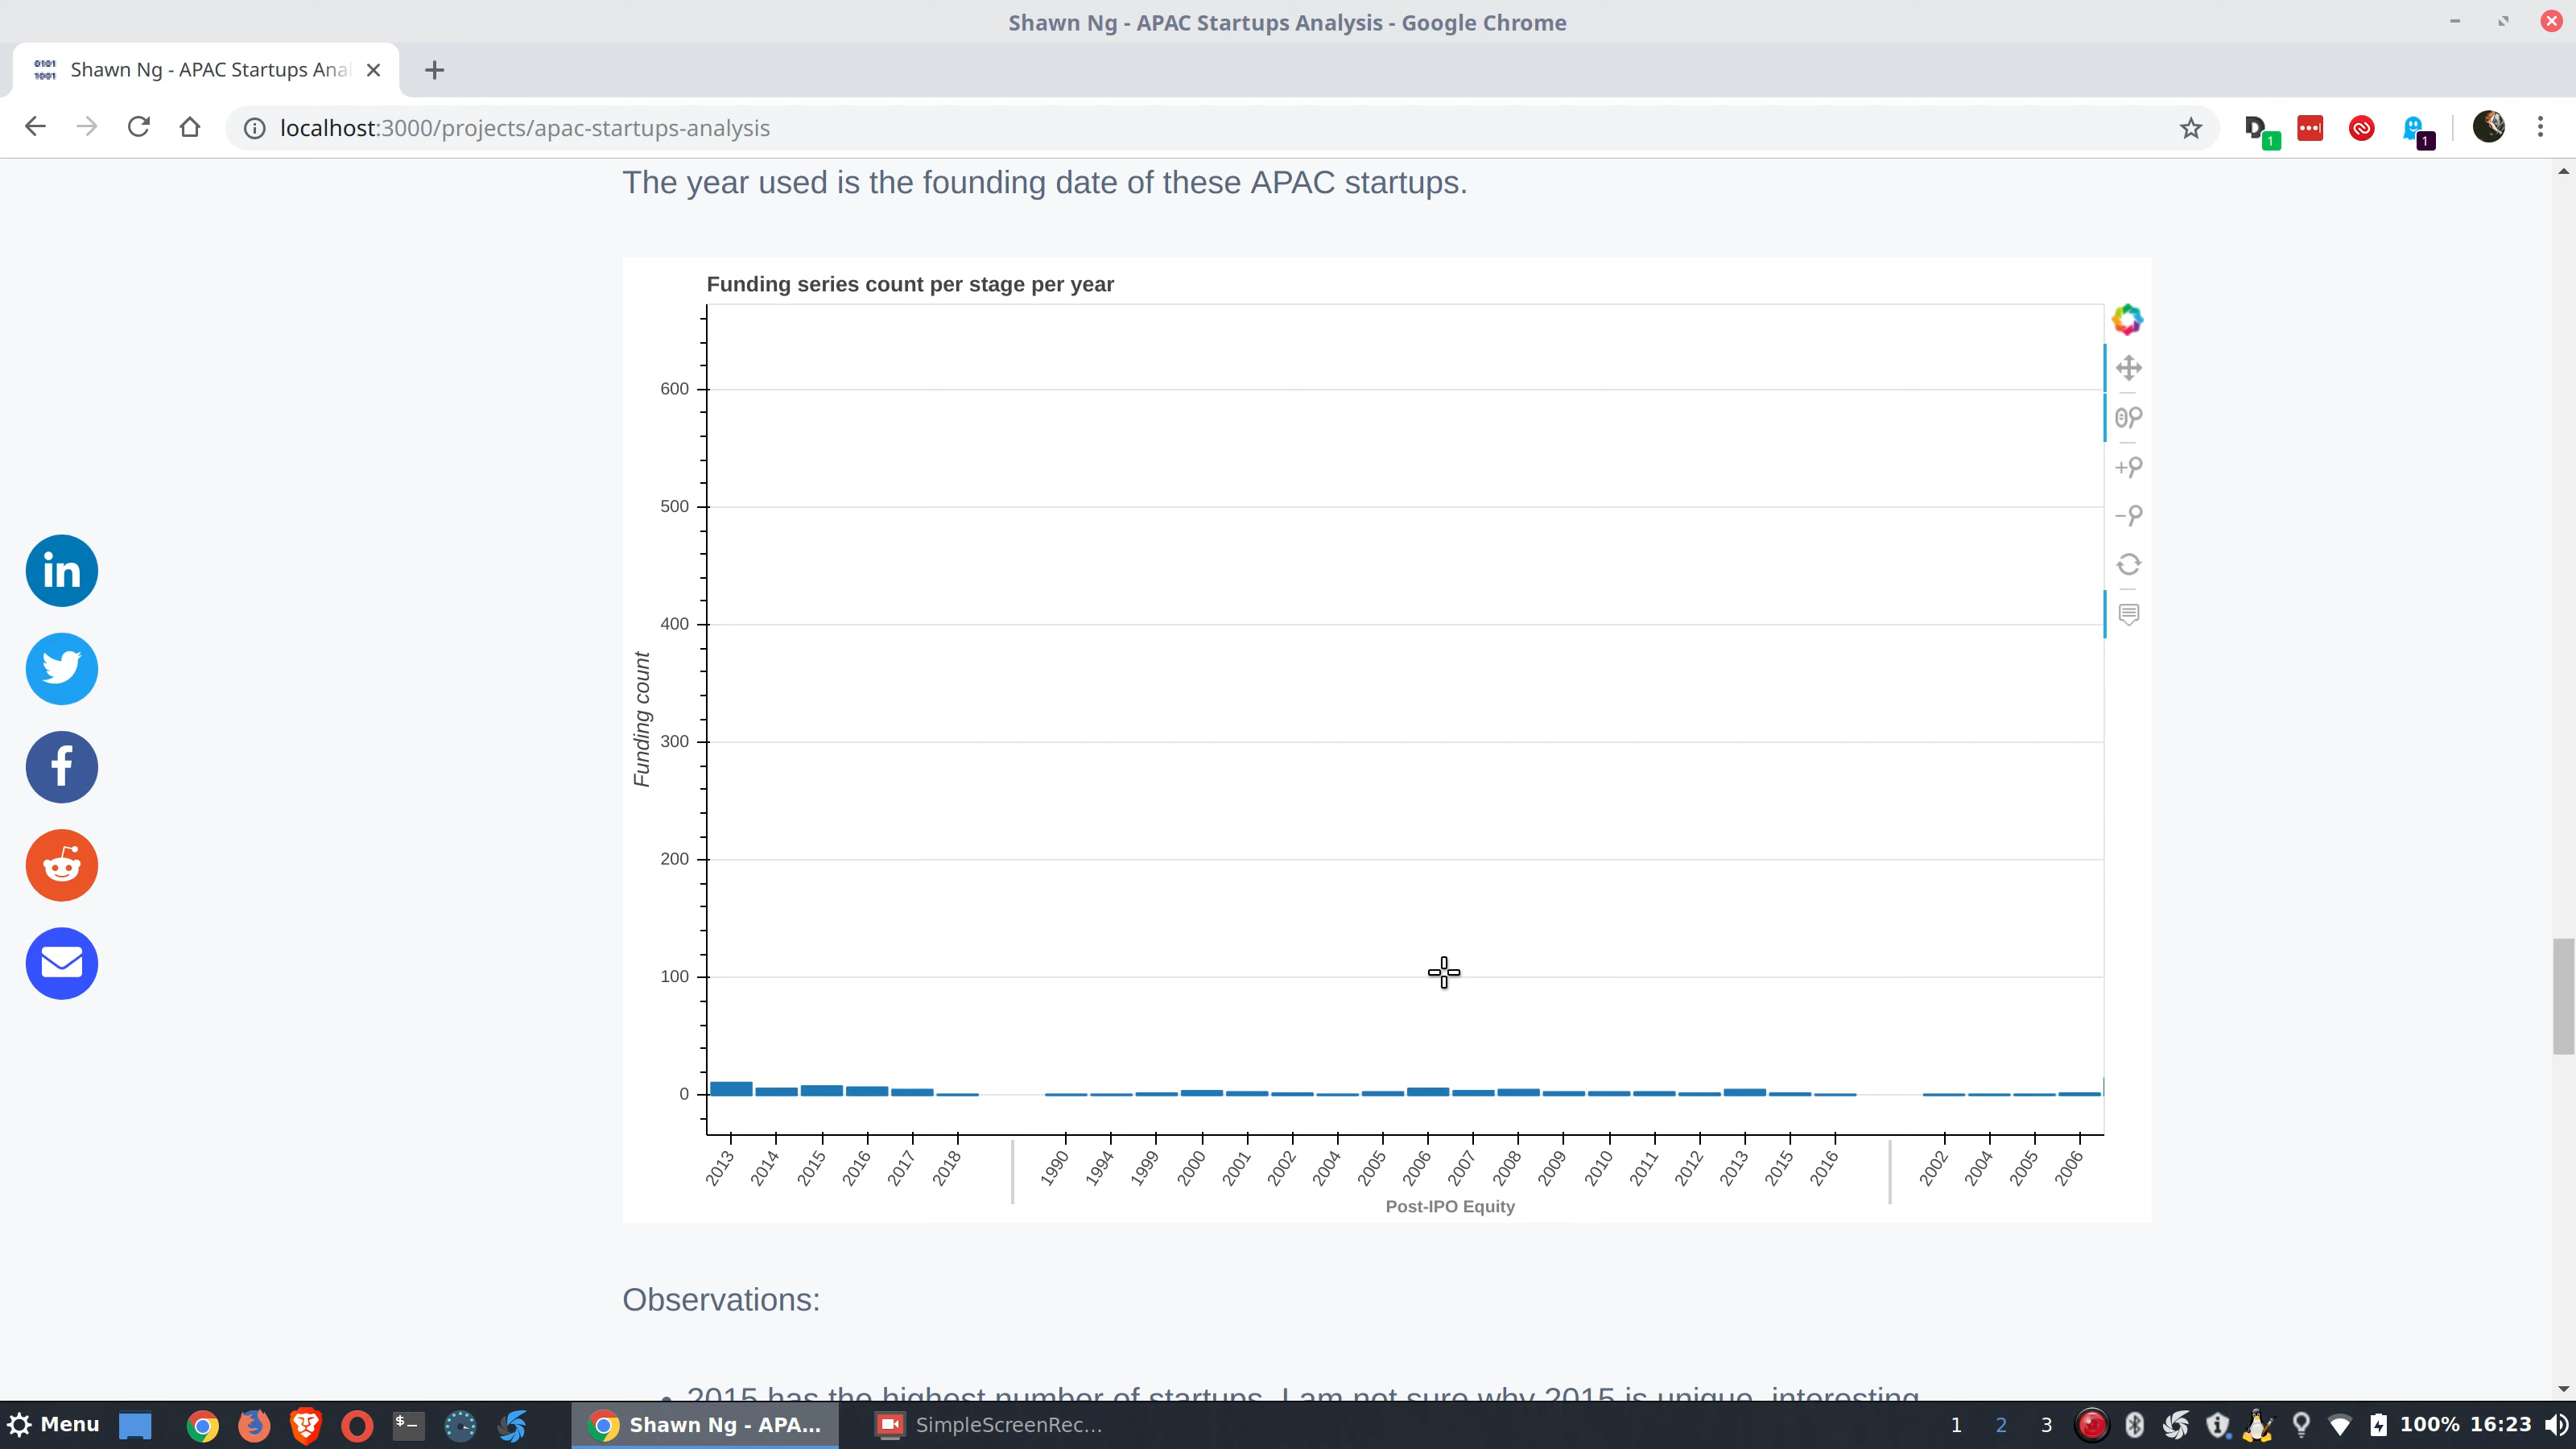 Shawn Ng - APAC Startups Analysis - Google Chrome
0101
1001
Shawn Ng - APAC Startups Anal
localhost:3000/projects/apac-startups-analysis
1
1
The year used is the founding date of these APAC startups.
Funding series count per stage per year
600
500
400
300
200
100
0
Funding count
2013 2014 2015 2016 2017 2018 1990 1994 1999 2000 2001 2002 2004 2005 2006 2007 2008 2009 2010 2011 2012 2013 2015 2016 2002 2004 2005 2006
Post-IPO Equity
in
Observations:
2015 has the highest number of startups. I am not sure why 2015 is unique, interesting
Menu
$-
Shawn Ng - APA...
SimpleScreenRec...
1 2 3
100% 16:23